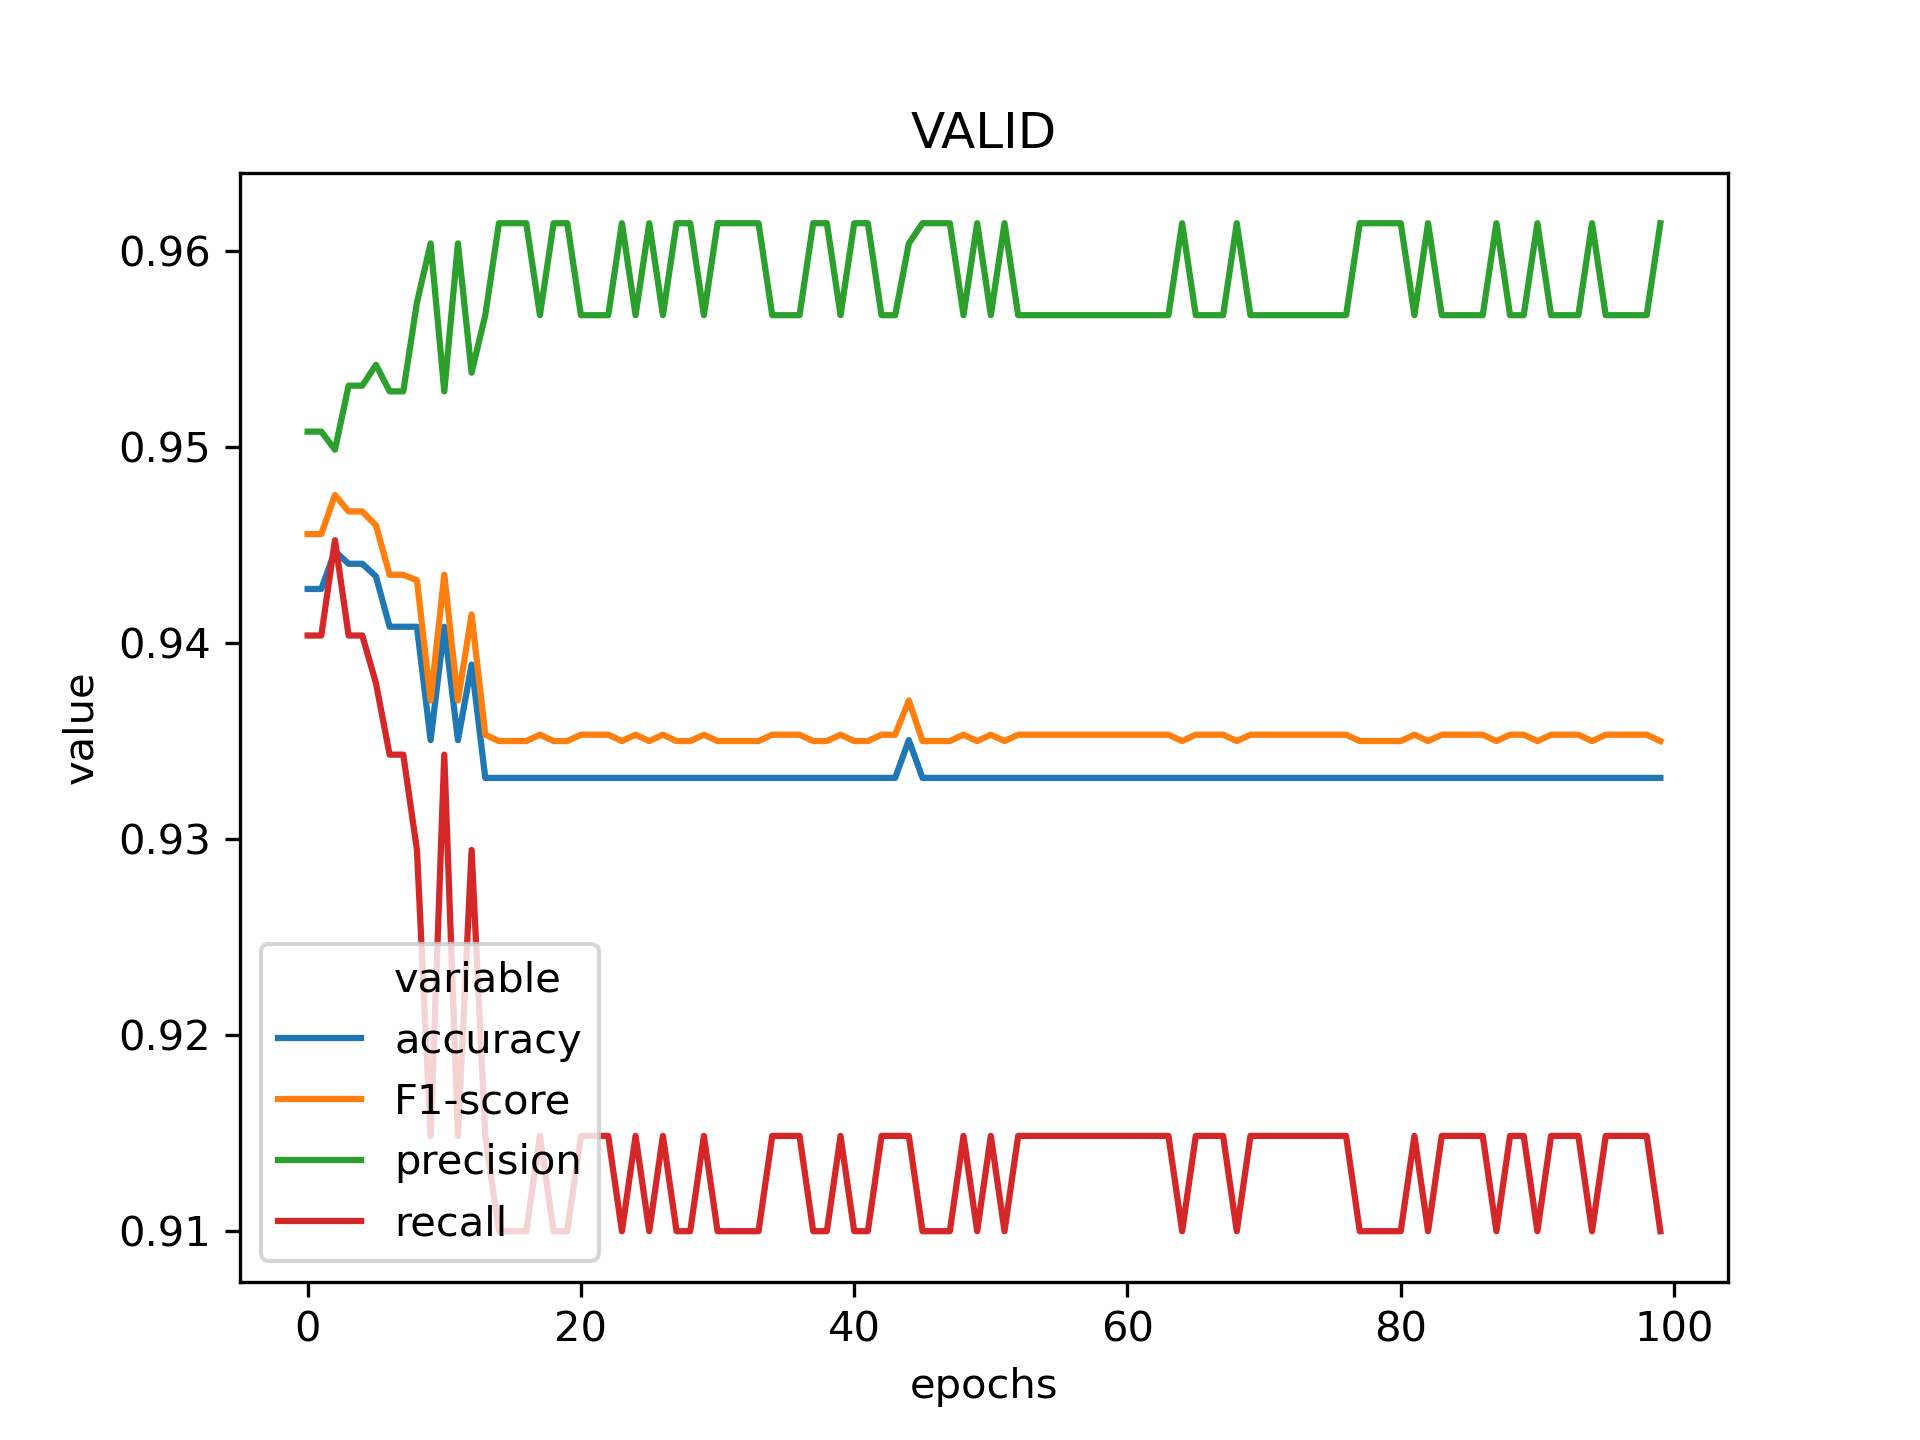 VALID
0.96
0.95
0.94
0.93
0.92
0.91
value
variable
accuracy
F1-score
precision
recall
0 20 40 60 80 100
epochs